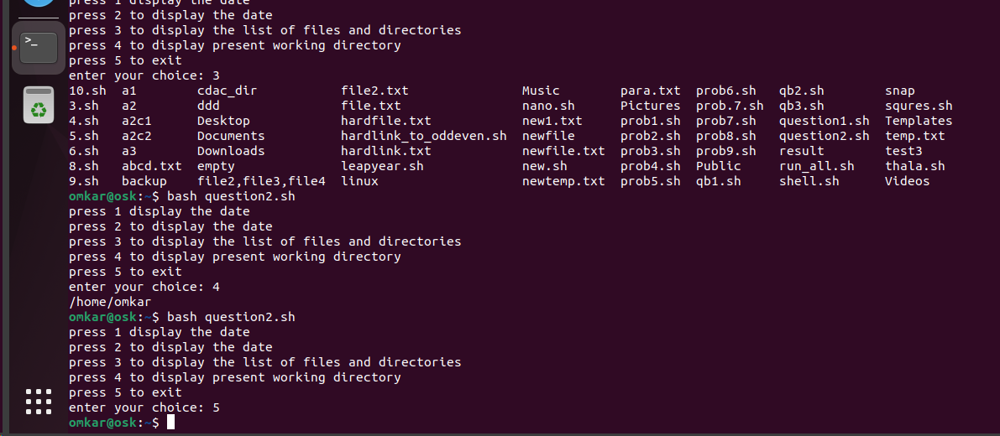 press 1 display the date
press 2 to display the date
press 3 to display the list of files and directories
press 4 to display present working directory
press 5 to exit
enter your choice: 3
10.sh a1 cdac_dir file2.txt Music para.txt prob6.sh qb2.sh snap
3.sh a2 ddd file.txt nano.sh Pictures prob.7.sh qb3.sh squres.sh
4.sh a2c1 Desktop hardfile.txt new1.txt prob1.sh prob7.sh question1.sh Templates
5.sh a2c2 Documents hardlink_to_oddeven.sh newfile prob2.sh prob8.sh question2.sh temp.txt
6.sh a3 Downloads hardlink.txt newfile.txt prob3.sh prob9.sh result test3
8.sh abcd.txt empty leapyear.sh new.sh prob4.sh Public run_all.sh thala.sh
9.sh backup file2,file3,file4 linux newtemp.txt prob5.sh qb1.sh shell.sh Videos
omkar@osk:~$ bash question2.sh
press 1 display the date
press 2 to display the date
press 3 to display the list of files and directories
press 4 to display present working directory
press 5 to exit
enter your choice: 4
/home/omkar
omkar@osk:~$ bash question2.sh
press 1 display the date
press 2 to display the date
press 3 to display the list of files and directories
press 4 to display present working directory
press 5 to exit
enter your choice: 5
omkar@osk:~$